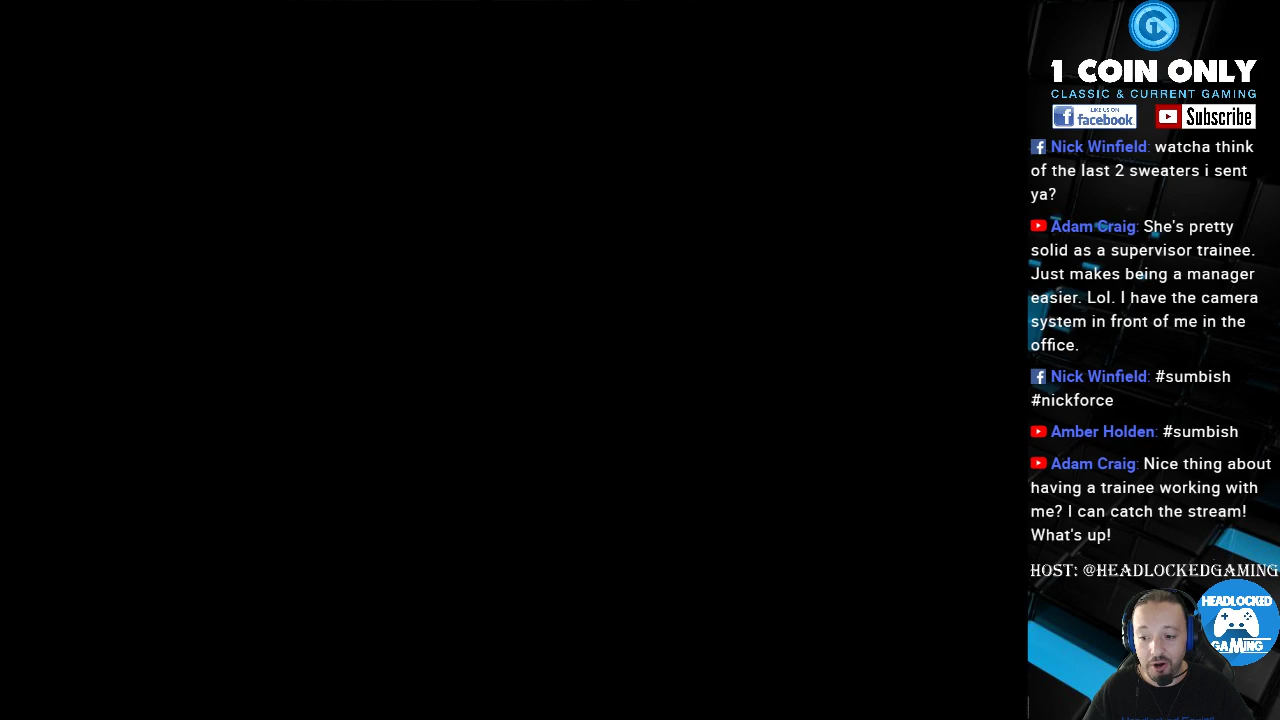 1 COIN ONLY
CLASSIC & CURRENT GAMING
LIKE US ON
facebook.
Subscribe
Nick Winfield: watcha think
of the last 2 sweaters i sent
ya?
Adam Craig: She's pretty
solid as a supervisor trainee.
Just makes being a manager
easier. Lol. I have the camera
system in front of me in the
office.
Nick Winfield: #sumbish
#nickforce
Amber Holden: #sumbish
Adam Craig: Nice thing about
having a trainee working with
me? I can catch the stream!
What's up!
HOST: @HEADLOCKEDGAMING
HEADLOCKED
GAMING